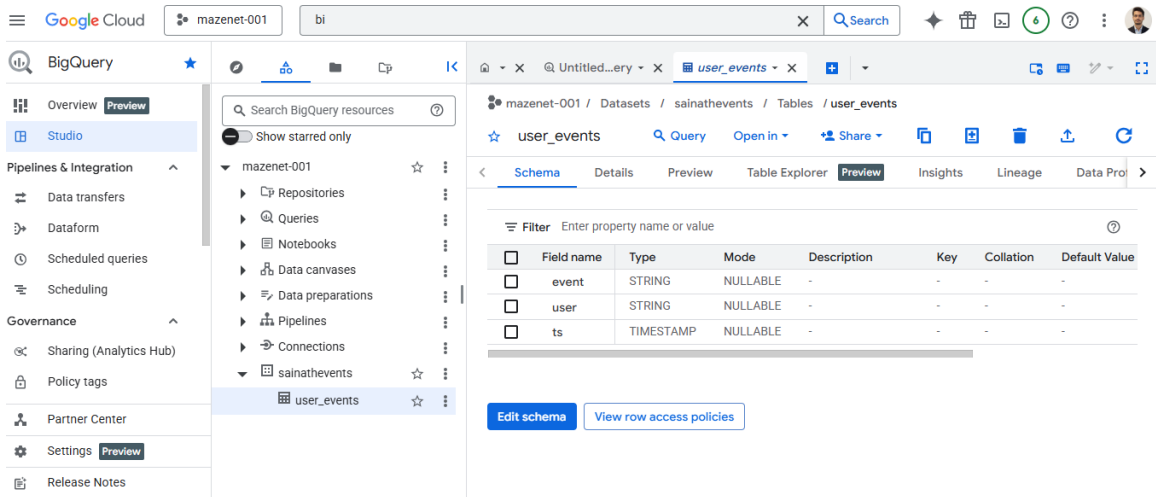 Google Cloud
mazenet-001
bi
Search
6
BigQuery
Overview Preview
Studio
Pipelines & Integration
Data transfers
Dataform
Scheduled queries
Scheduling
Governance
Sharing (Analytics Hub)
Policy tags
Partner Center
Settings Preview
Release Notes
Search BigQuery resources
Show starred only
mazenet-001
Repositories
Queries
Notebooks
Data canvases
Data preparations
Pipelines
Connections
sainathevents
user_events
Untitled...ery
user_events
mazenet-001 / Datasets / sainathevents / Tables / user_events
user_events Query Open in Share
Schema Details Preview Table Explorer Preview Insights Lineage Data Prof
Filter Enter property name or value
Field name Type Mode Description Key Collation Default Value
event STRING NULLABLE - - - -
user STRING NULLABLE - - - -
ts TIMESTAMP NULLABLE - - - -
Edit schema View row access policies